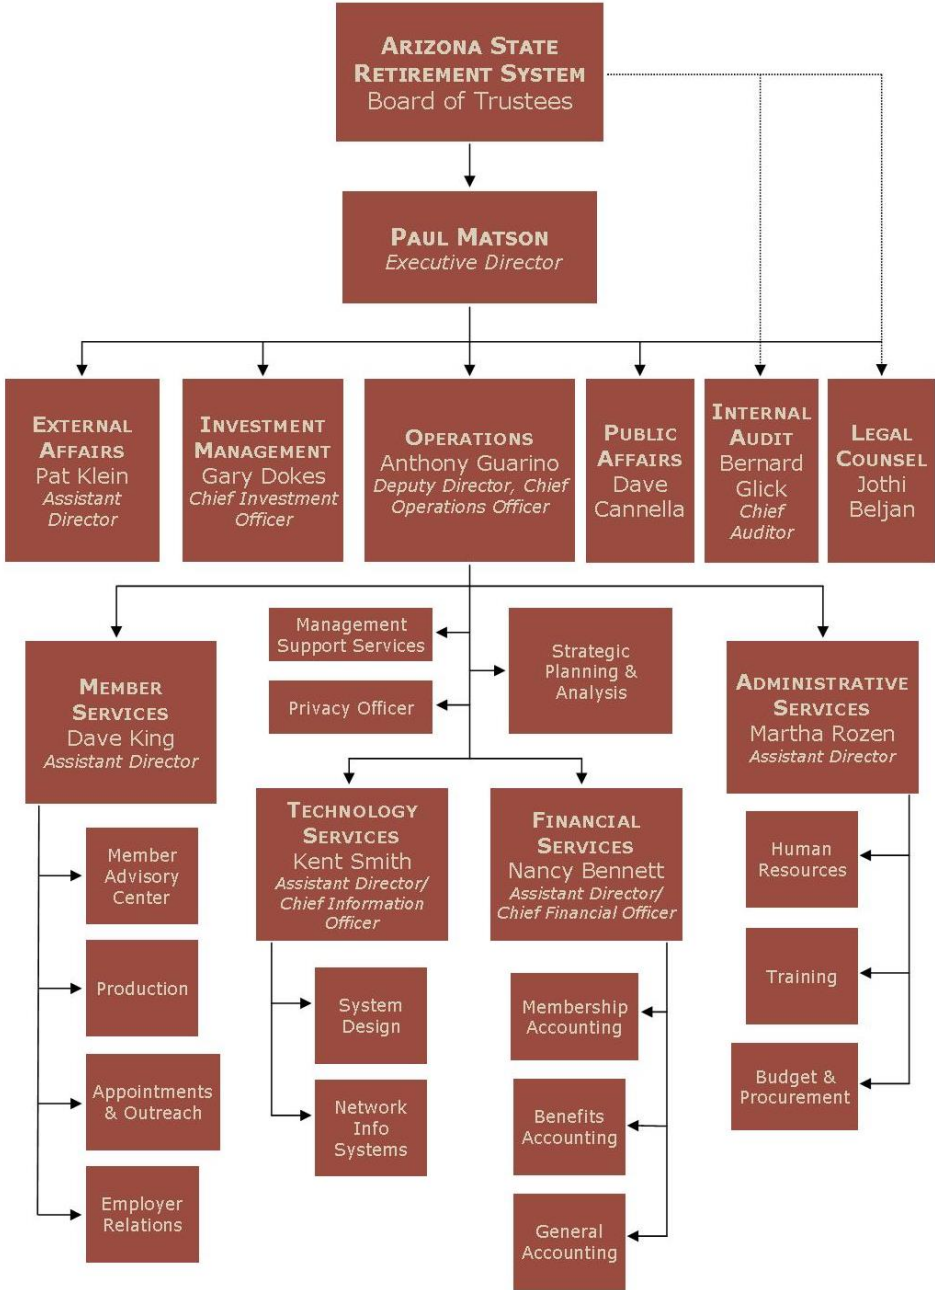 ARIZONA STATE
RETIREMENT SYSTEM
Board of Trustees
PAUL MATSON
Executive Director
EXTERNAL
AFFAIRS
Pat Klein
Assistant
Director
INVESTMENT
MANAGEMENT
Gary Dokes
Chief Investment
Officer
OPERATIONS
Anthony Guarino
Deputy Director, Chief
Operations Officer
PUBLIC
AFFAIRS
Dave
Cannella
INTERNAL
AUDIT
Bernard
Glick
Chief
Auditor
LEGAL
COUNSEL
Jothi
Beljan
Management
Support Services
Strategic
Planning &
Analysis
Privacy Officer
MEMBER
SERVICES
Dave King
Assistant Director
ADMINISTRATIVE
SERVICES
Martha Rozen
Assistant Director
TECHNOLOGY
SERVICES
Kent Smith
Assistant Director/
Chief Information
Officer
FINANCIAL
SERVICES
Nancy Bennett
Assistant Director/
Chief Financial Officer
Member
Advisory
Center
Production
Appointments
& Outreach
Employer
Relations
System
Design
Network
Info
Systems
Membership
Accounting
Benefits
Accounting
General
Accounting
Human
Resources
Training
Budget &
Procurement